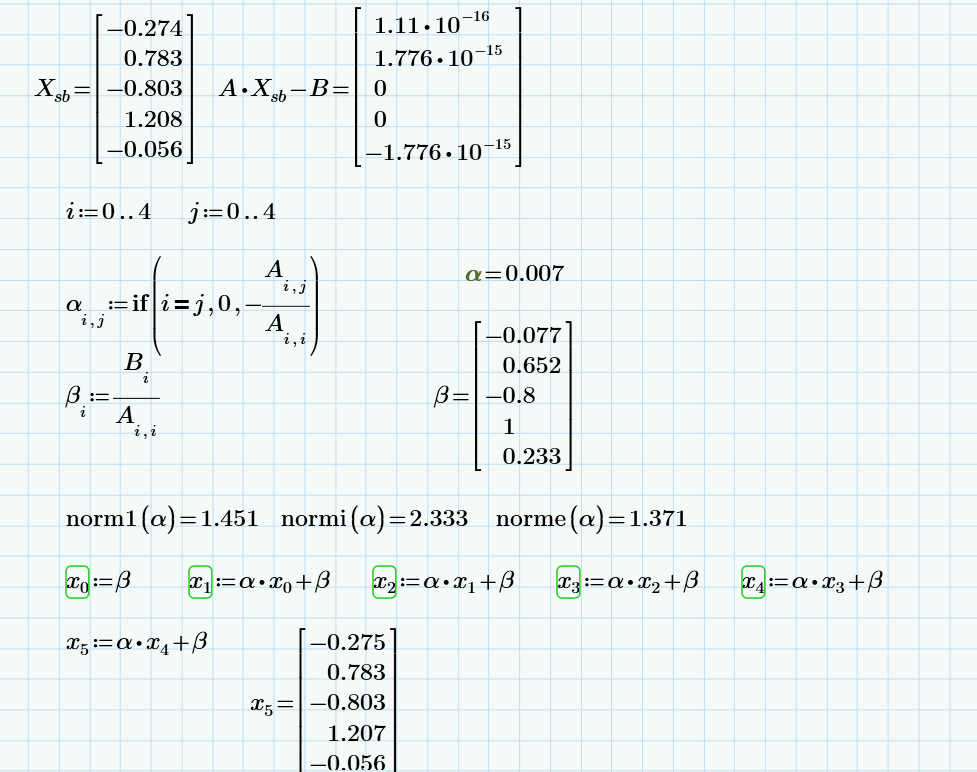 X_sb = [−0.274 0.783 −0.803 1.208 −0.056] A·X_sb − B = [1.11·10^−16 1.776·10^−15 0 0 −1.776·10^−15]
i:=0..4 j:=0..4
α_i,j := if(i=j, 0, −A_i,j/A_i,i) α=0.007
β_i := B_i/A_i,i β = [−0.077 0.652 −0.8 1 0.233]
norm1(α)=1.451 normi(α)=2.333 norme(α)=1.371
x_0:=β x_1:=α·x_0+β x_2:=α·x_1+β x_3:=α·x_2+β x_4:=α·x_3+β
x_5:=α·x_4+β
x_5 = [−0.275 0.783 −0.803 1.207 −0.056]